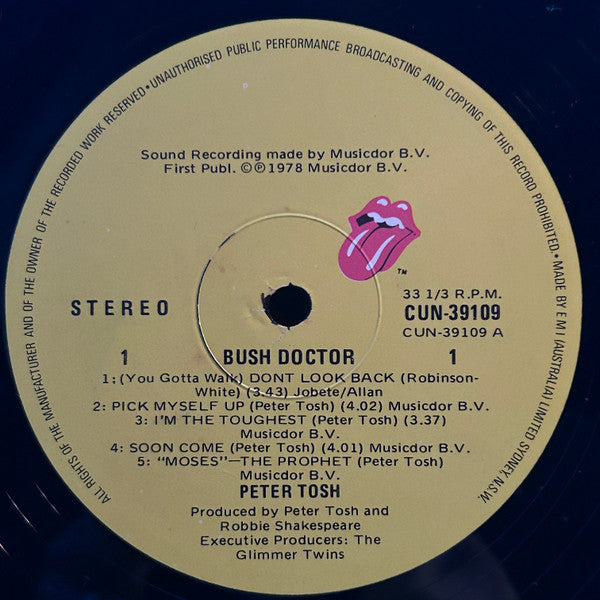 ALL RIGHTS OF THE MANUFACTURER AND OF THE OWNER OF THE RECORDED WORK RESERVED•UNAUTHORISED PUBLIC PERFORMANCE BROADCASTING AND COPYING OF THIS RECORD PROHIBITED.•MADE BY E M I (AUSTRALIA) LIMITED SYDNEY, N.S.W.
Sound Recording made by Musicdor B.V.
First Publ. ©℗1978 Musicdor B.V.
TM
STEREO
33 1/3 R.P.M.
CUN-39109
CUN-39109 A
1 BUSH DOCTOR 1
1;(You Gotta Walk) DONT LOOK BACK (Robinson-
White) (3.43) Jobete/Allan
2: PICK MYSELF UP (Peter Tosh) (4.02) Musicdor B.V.
3: I'M THE TOUGHEST (Peter Tosh) (3.37)
Musicdor B.V.
4: SOON COME (Peter Tosh) (4.01) Musicdor B.V.
5: "MOSES"—THE PROPHET (Peter Tosh)
Musicdor B.V.
PETER TOSH
Produced by Peter Tosh and
Robbie Shakespeare
Executive Producers: The
Glimmer Twins